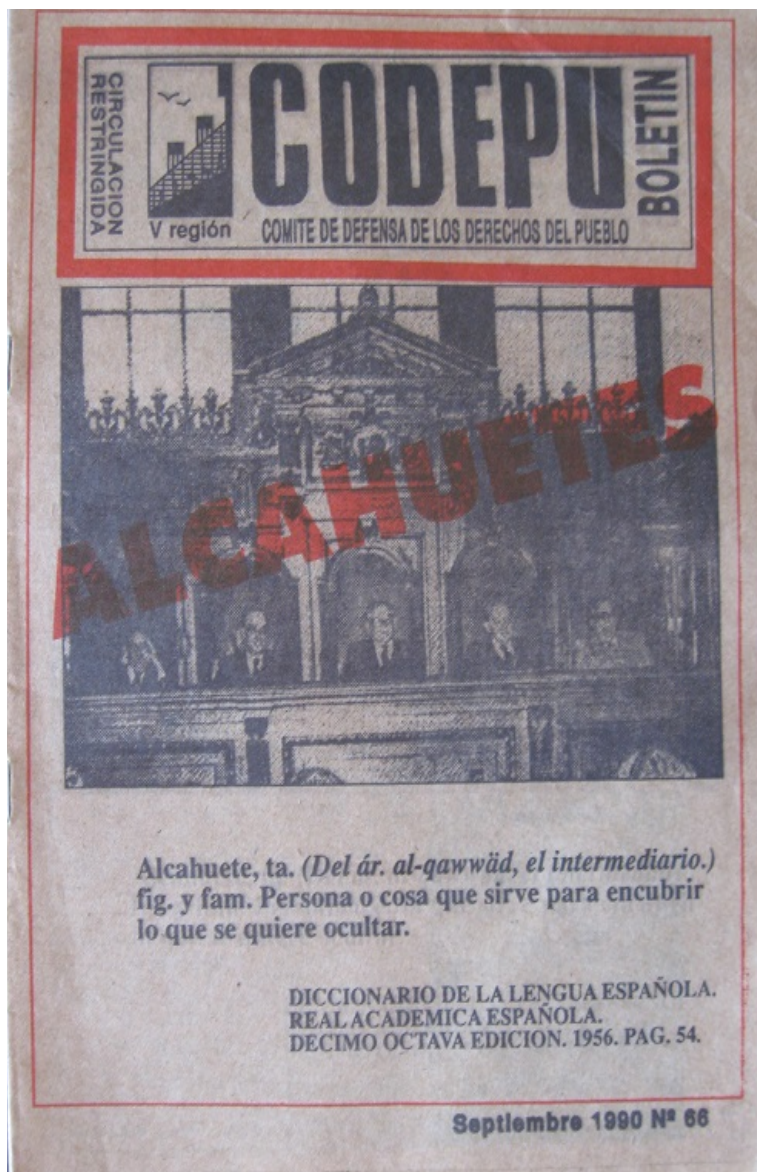 CIRCULACION
RESTRINGIDA
V región
CODEPU
COMITE DE DEFENSA DE LOS DERECHOS DEL PUEBLO
BOLETIN
ALCAHUETES
Alcahuete, ta. (Del ár. al-qawwäd, el intermediario.)
fig. y fam. Persona o cosa que sirve para encubrir
lo que se quiere ocultar.
DICCIONARIO DE LA LENGUA ESPAÑOLA.
REAL ACADEMICA ESPAÑOLA.
DECIMO OCTAVA EDICION. 1956. PAG. 54.
Septiembre 1990 Nº 66